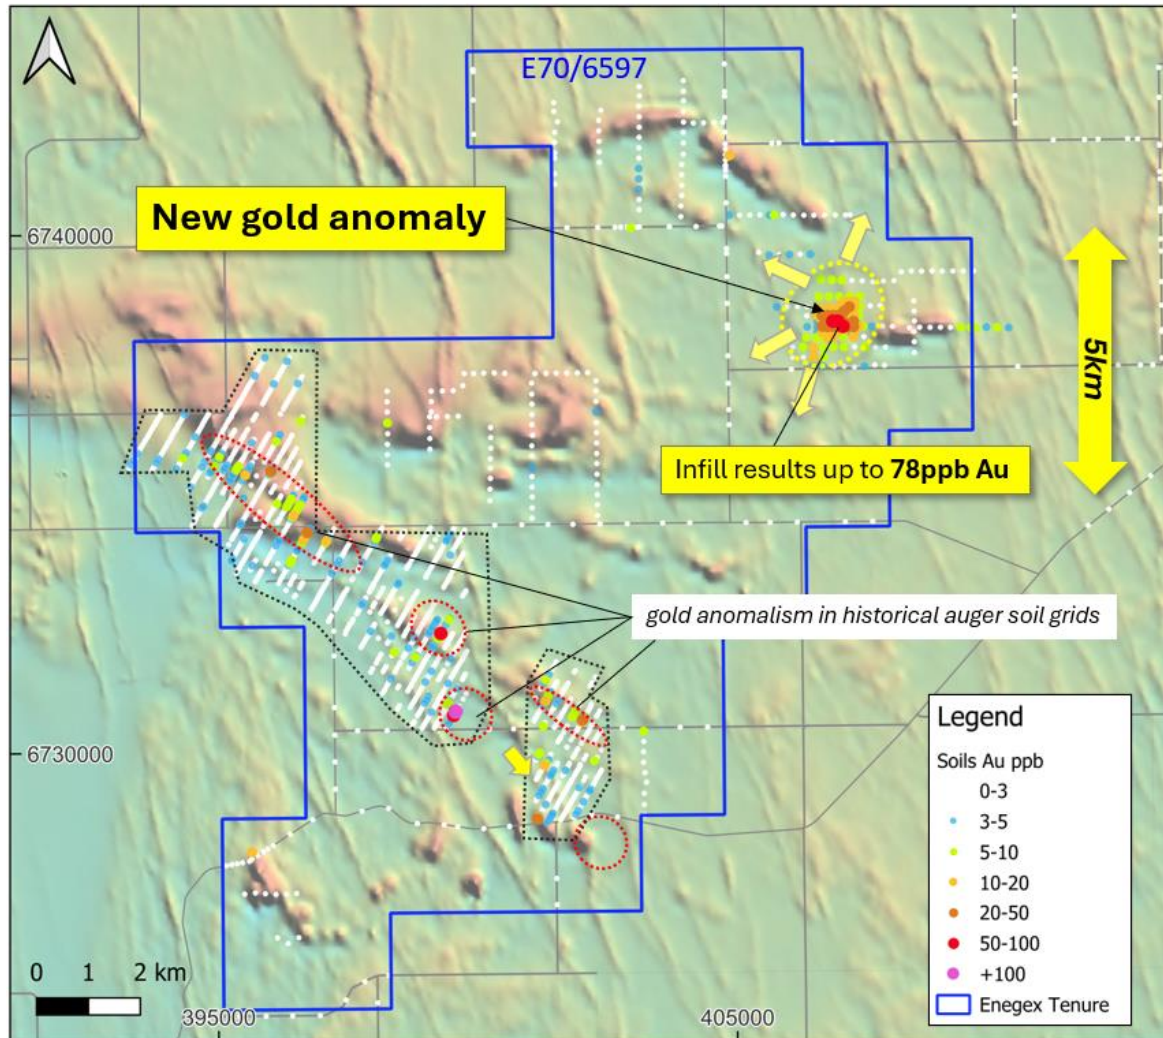 E70/6597
New gold anomaly
6740000
5km
Infill results up to 78ppb Au
gold anomalism in historical auger soil grids
6730000
Legend
Soils Au ppb
0-3
3-5
5-10
10-20
20-50
50-100
+100
Enegex Tenure
0 1 2 km
395000
405000